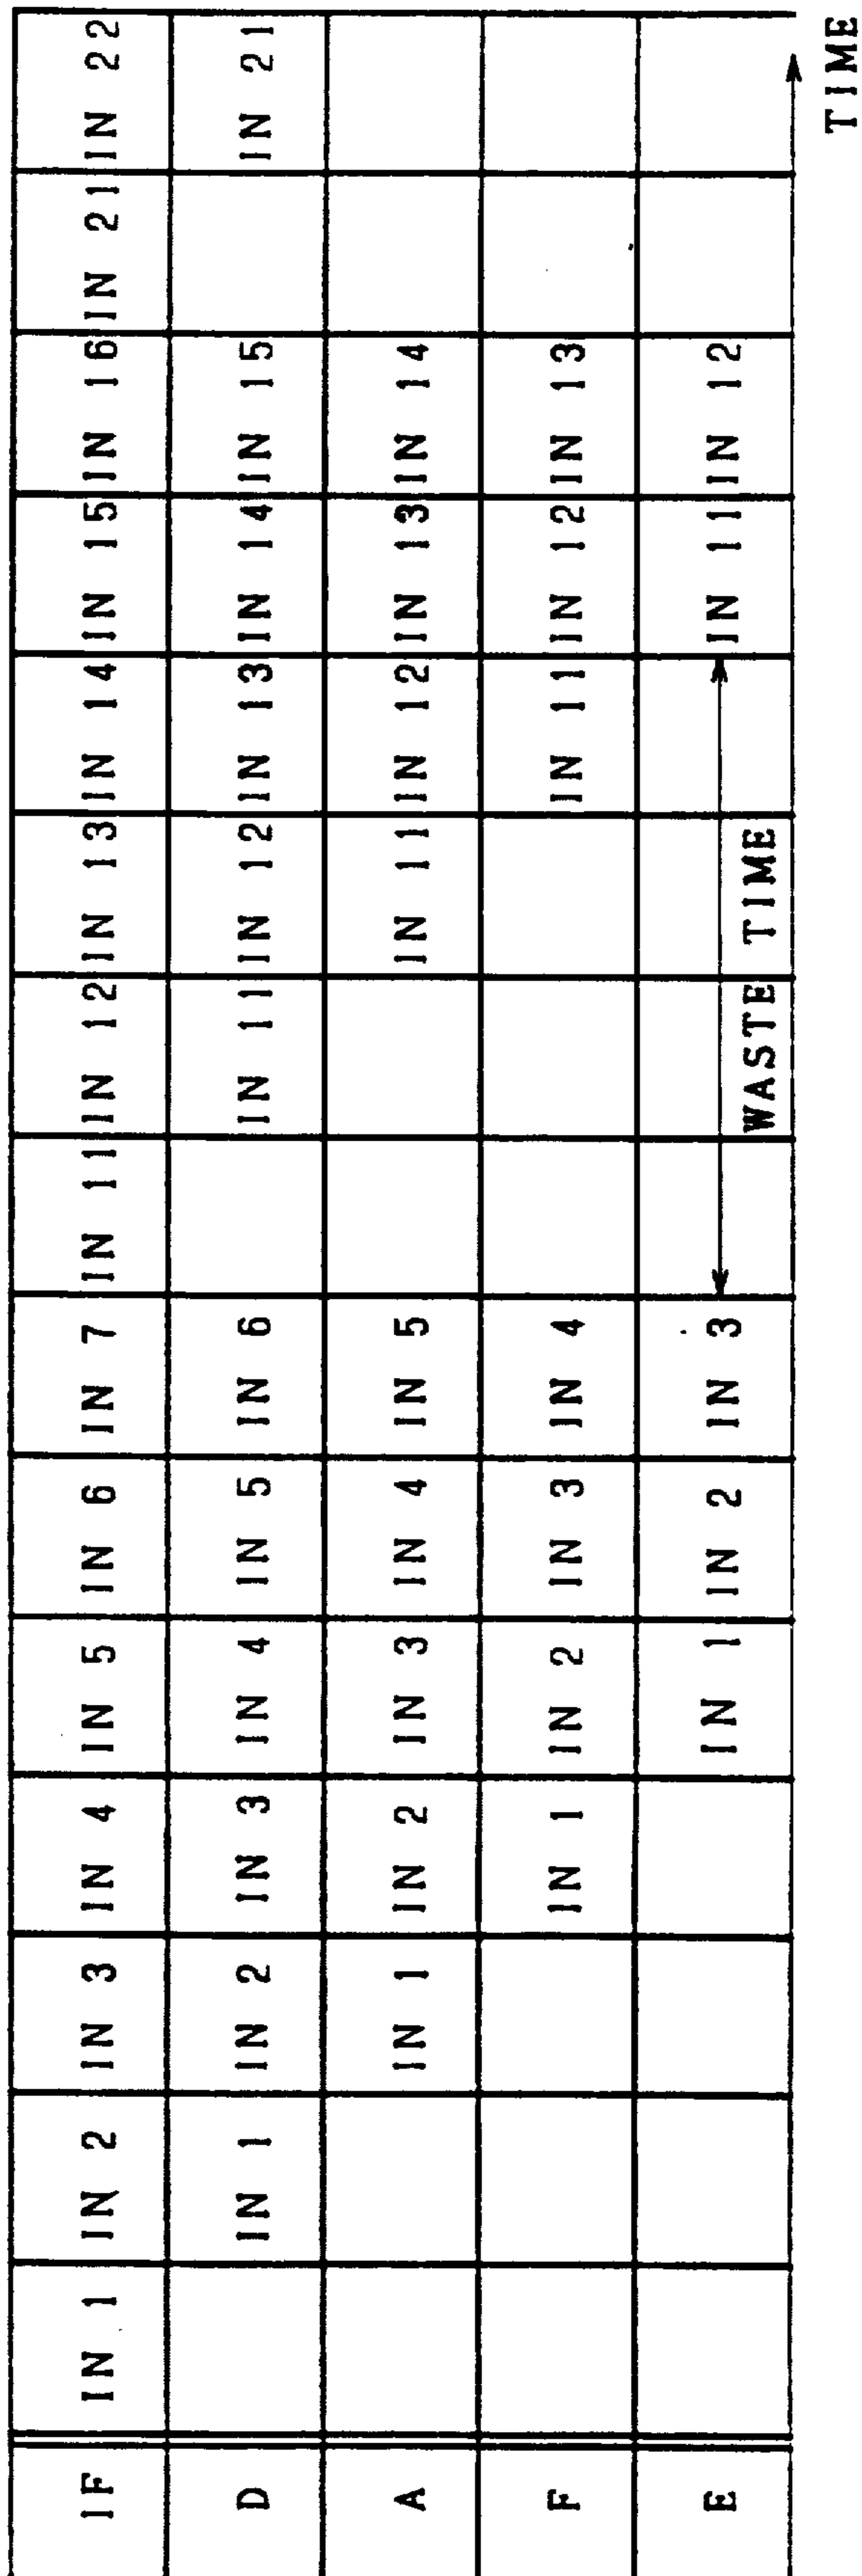 IF IN 1 IN 2 IN 3 IN 4 IN 5 IN 6 IN 7 IN 11 IN 12 IN 13 IN 14 IN 15 IN 16 IN 21 IN 22
D IN 1 IN 2 IN 3 IN 4 IN 5 IN 6 IN 11 IN 12 IN 13 IN 14 IN 15 IN 21
A IN 1 IN 2 IN 3 IN 4 IN 5 IN 11 IN 12 IN 13 IN 14
F IN 1 IN 2 IN 3 IN 4 IN 11 IN 12 IN 13
E IN 1 IN 2 IN 3 IN 11 IN 12
WASTE TIME
TIME